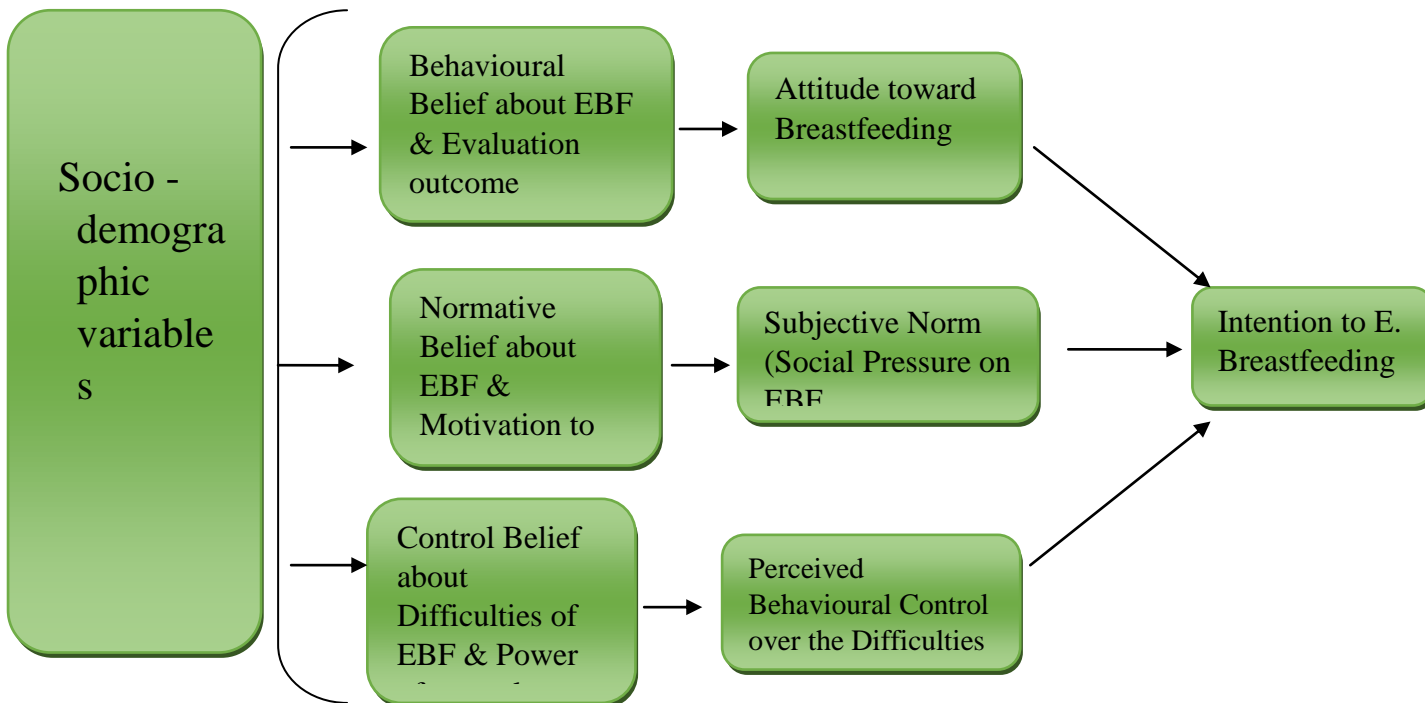 Socio -
demogra
phic
variable
s
Behavioural
Belief about EBF
& Evaluation
outcome
Attitude toward
Breastfeeding
Normative
Belief about
EBF &
Motivation to
Subjective Norm
(Social Pressure on
EBF
Intention to E.
Breastfeeding
Control Belief
about
Difficulties of
EBF & Power
Perceived
Behavioural Control
over the Difficulties